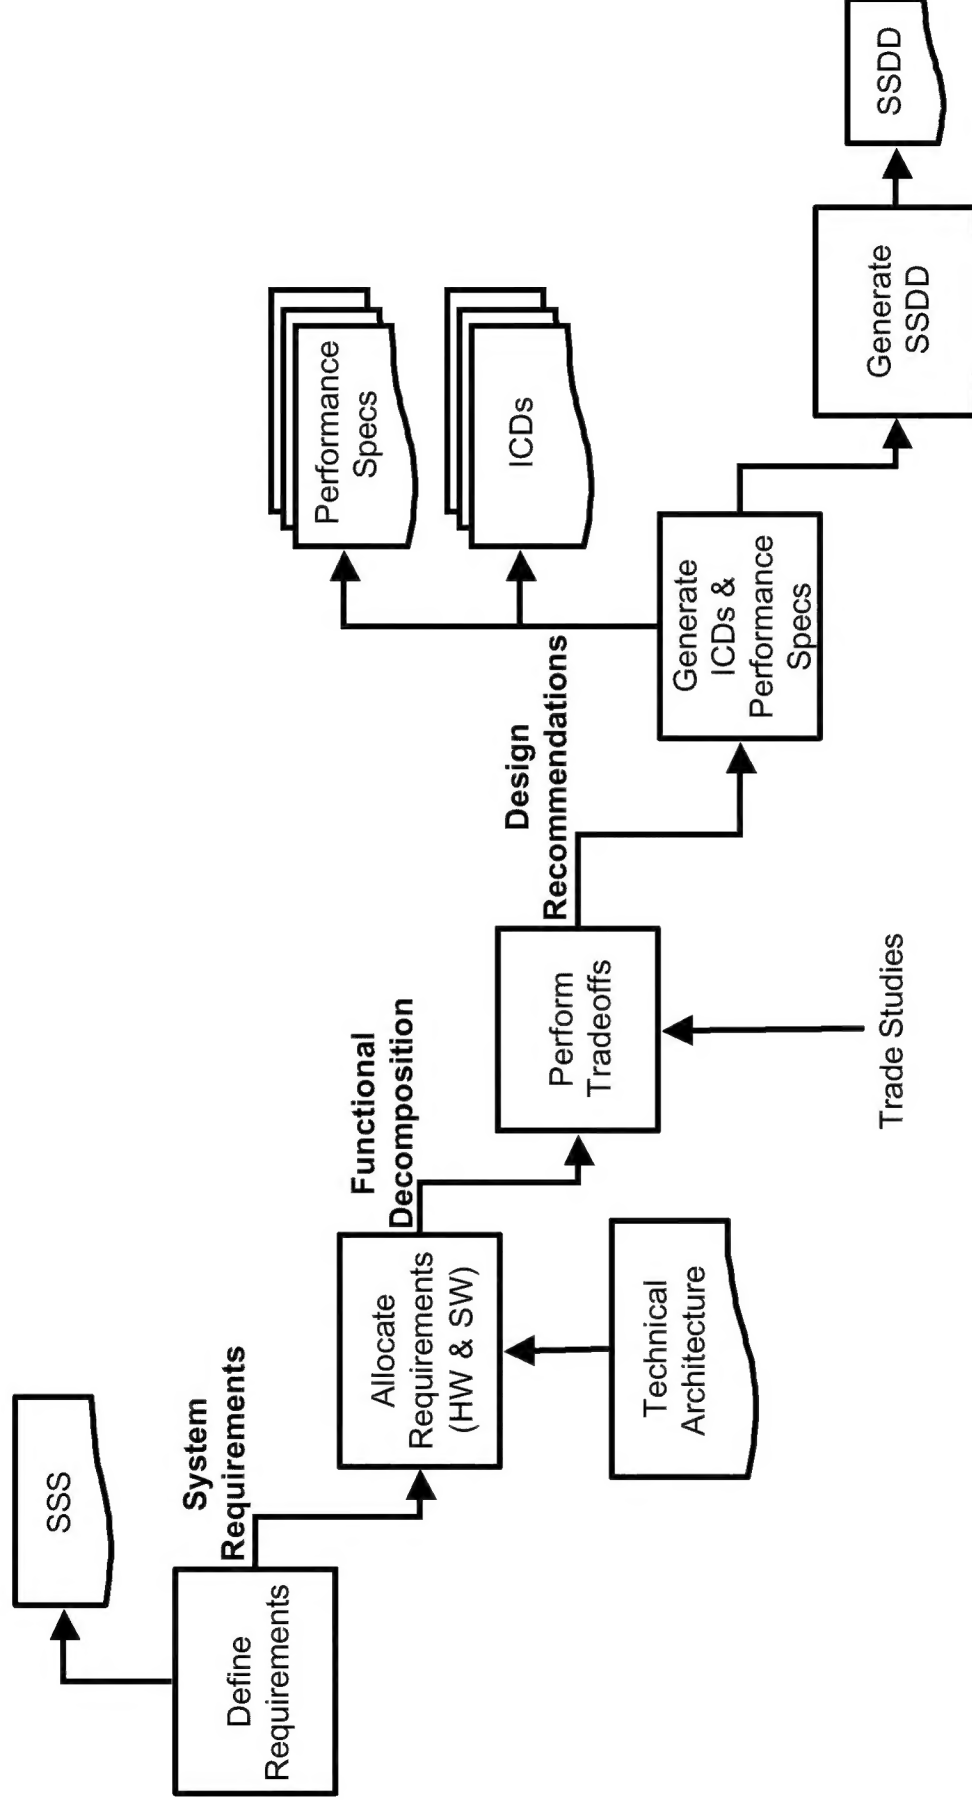 SSS
Define
Requirements
System
Requirements
Allocate
Requirements
(HW & SW)
Technical
Architecture
Functional
Decomposition
Perform
Tradeoffs
Trade Studies
Design
Recommendations
Generate
ICDs &
Performance
Specs
Performance
Specs
ICDs
Generate
SSDD
SSDD